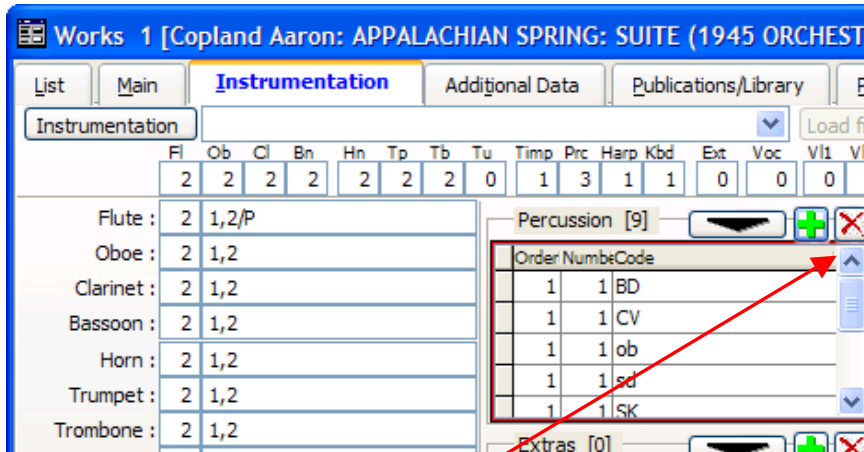 Works 1 [Copland Aaron: APPALACHIAN SPRING: SUITE (1945 ORCHEST
List Main Instrumentation Additional Data Publications/Library
Instrumentation Load fi
Fl Ob Cl Bn Hn Tp Tb Tu Timp Prc Harp Kbd Ext Voc Vl1 Vl
2 2 2 2 2 2 2 0 1 3 1 1 0 0 0
Flute : 2 1,2/P
Percussion [9]
Oboe : 2 1,2
Order Numbe Code
Clarinet : 2 1,2
1 1 BD
Bassoon : 2 1,2
1 1 CV
Horn : 2 1,2
1 1 ob
Trumpet : 2 1,2
1 1 sd
Trombone : 2 1,2
1 1 SK
Extras [0]